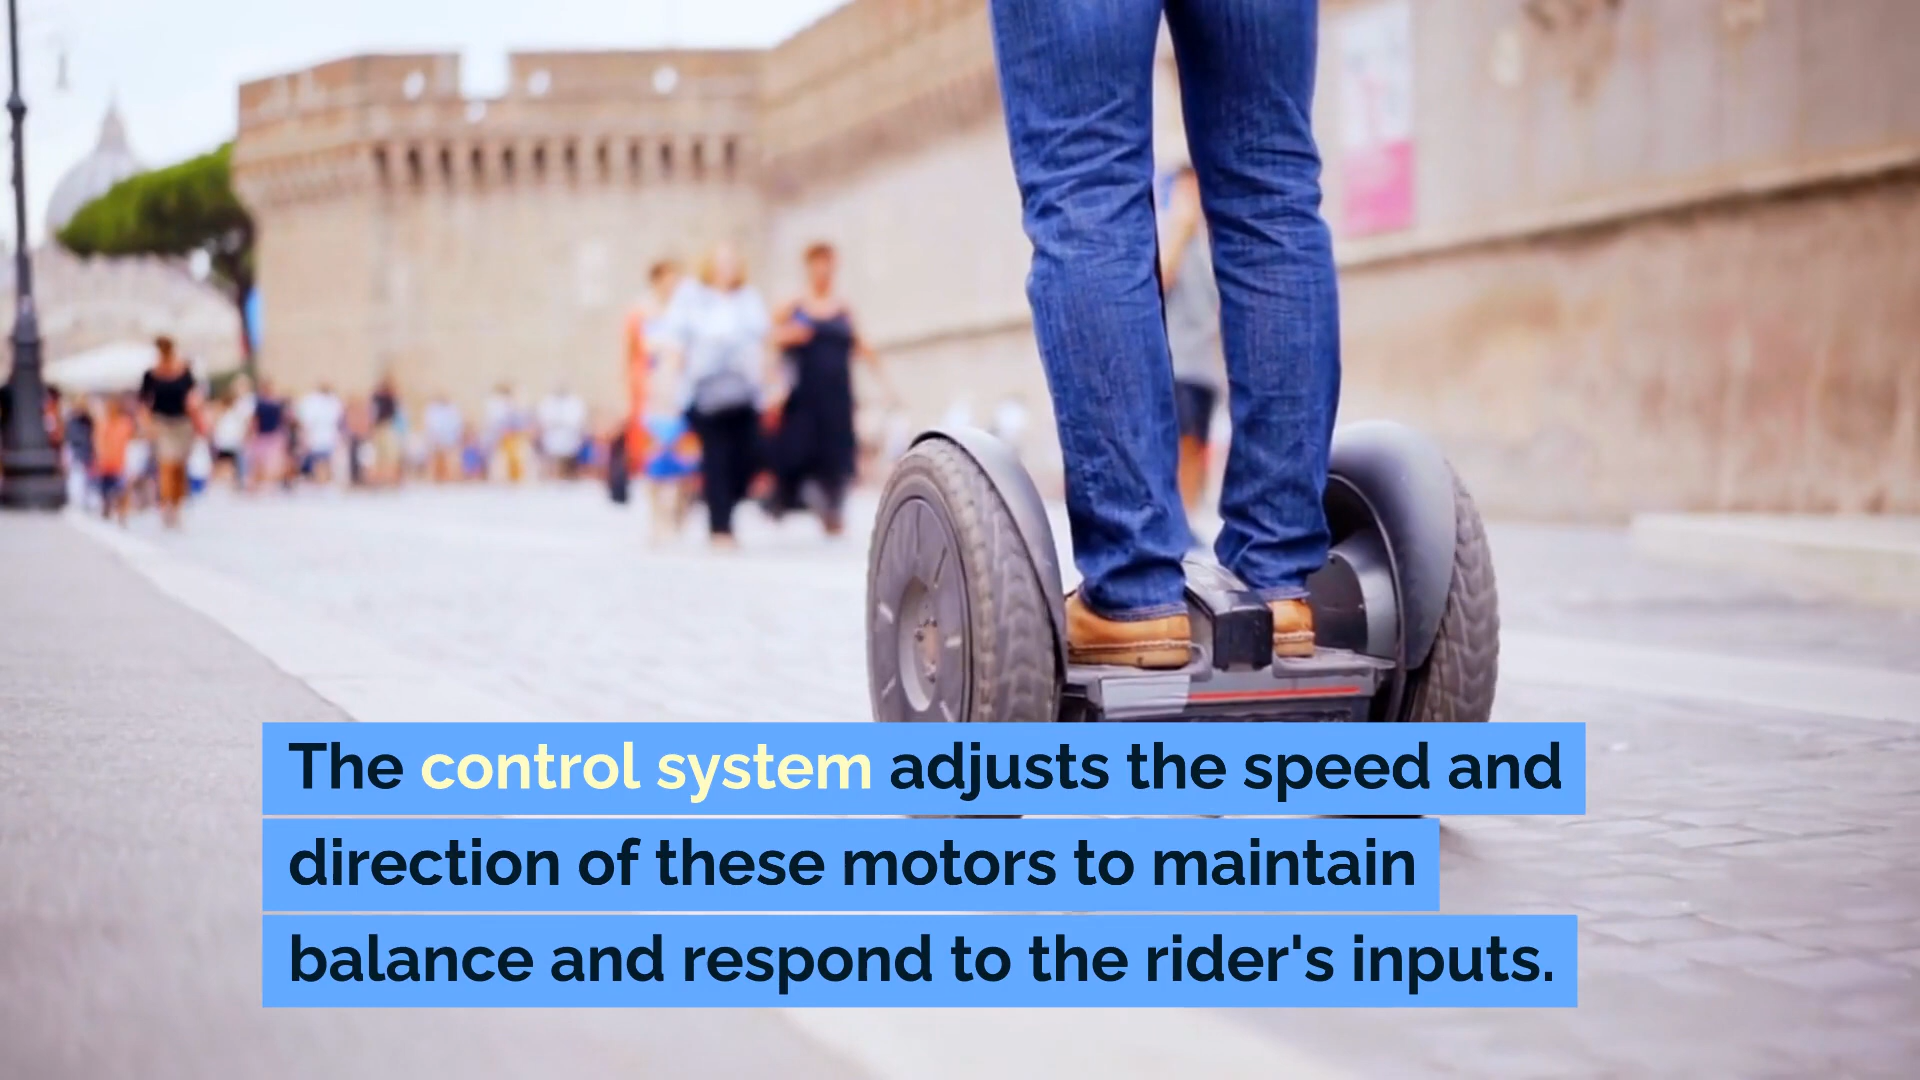 The control system adjusts the speed and
direction of these motors to maintain
balance and respond to the rider's inputs.